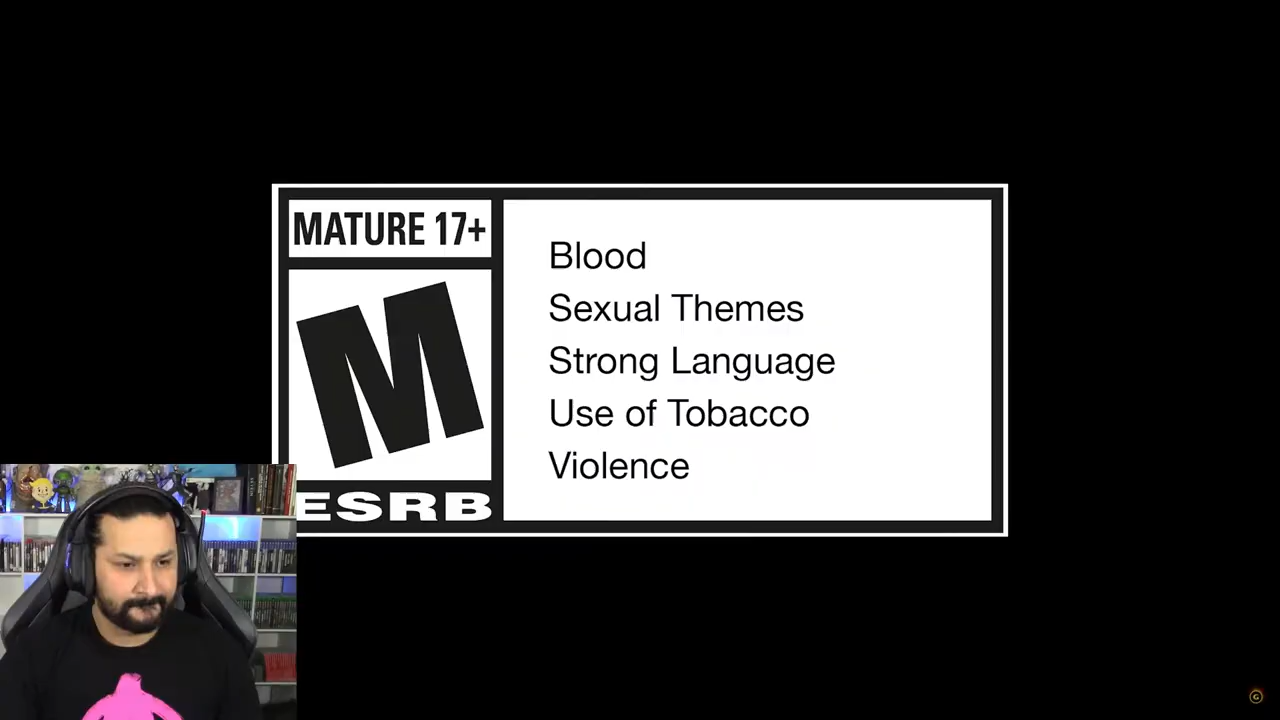 MATURE 17+
M
ESRB
Blood
Sexual Themes
Strong Language
Use of Tobacco
Violence
G